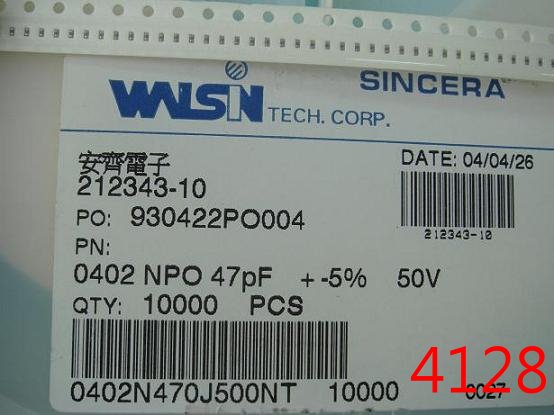 WALSIN TECH. CORP.
SINCERA
安齊電子
212343-10
DATE: 04/04/26
212343-10
PO: 930422PO004
PN:
0402 NPO 47pF + -5% 50V
QTY: 10000 PCS
0402N470J500NT 10000 0027
4128